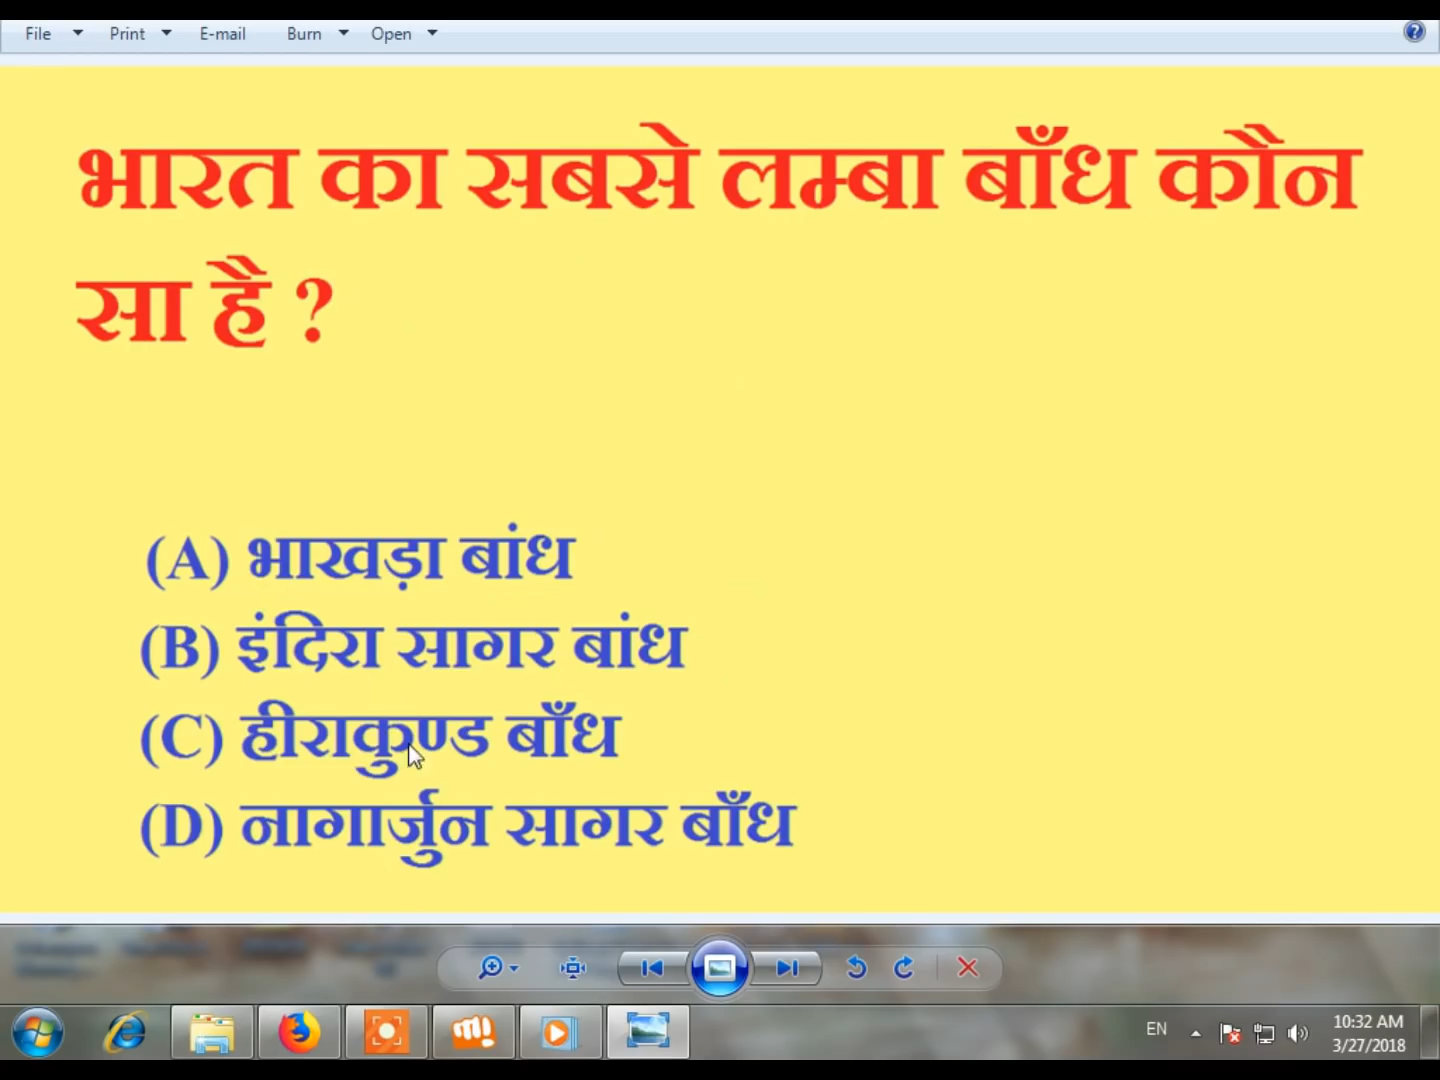 File Print E-mail Burn Open
भारत का सबसे लम्बा बाँध कौन
सा है ?
(A) भाखड़ा बांध
(B) इंदिरा सागर बांध
(C) हीराकुण्ड बाँध
(D) नागार्जुन सागर बाँध
EN
10:32 AM
3/27/2018